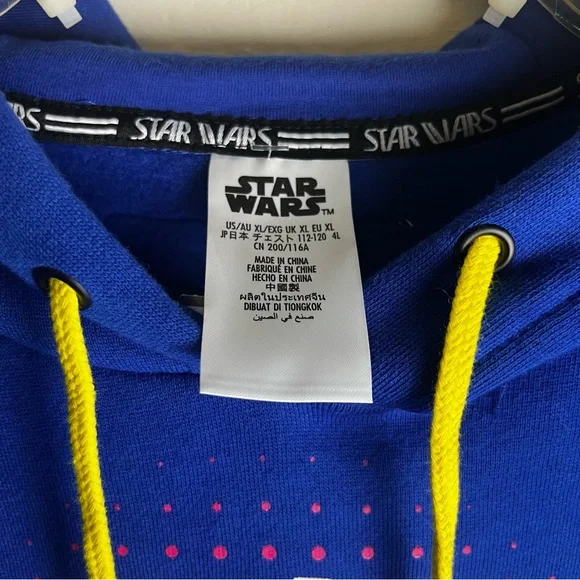 RS STAR WARS STAR WARS
STAR
WARS™
US/AU XL/EXG UK XL EU XL
JP日本 チェスト 112-120 4L
CN 200/116A
MADE IN CHINA
FABRIQUÉ EN CHINE
HECHO EN CHINA
中國製
ผลิตในประเทศจีน
DIBUAT DI TIONGKOK
صنع في الصين